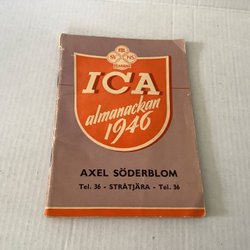 ICA
almanackan
1946
AXEL SÖDERBLOM
Tel. 36 - STRÅTJÄRA - Tel. 36